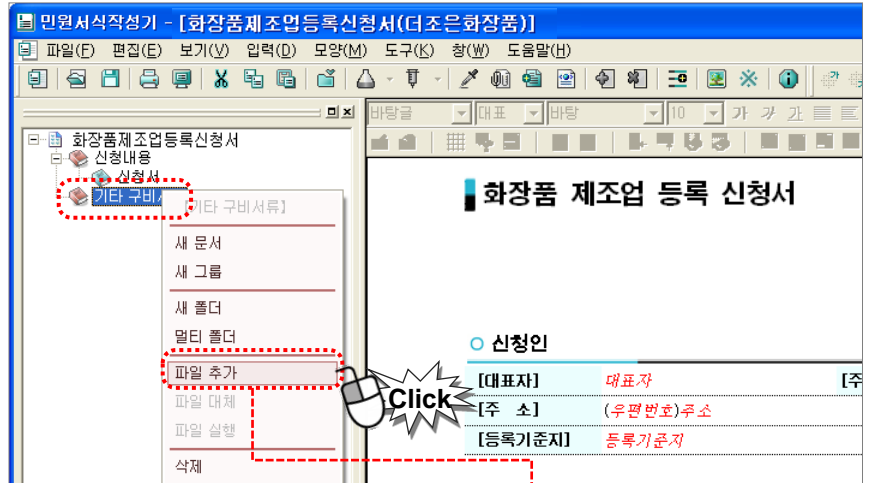 민원서식작성기 - [화장품제조업등록신청서(더조은화장품)]
파일(F) 편집(E) 보기(V) 입력(D) 모양(M) 도구(K) 창(W) 도움말(H)
바탕글 대표 바탕 10 가 가 가
화장품제조업등록신청서
신청내용
신청서
기타 구비
[기타 구비서류]
새 문서
새 그룹
새 폴더
멀티 폴더
파일 추가
파일 대체
파일 실행
삭제
Click
화장품 제조업 등록 신청서
신청인
[대표자] 대표자 [주
[주 소] (우편번호)주소
[등록기준지] 등록기준지